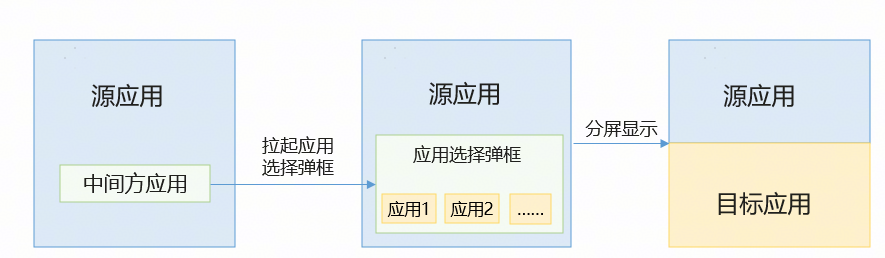 源应用
中间方应用
拉起应用
选择弹框
源应用
应用选择弹框
应用1
应用2
......
分屏显示
源应用
目标应用